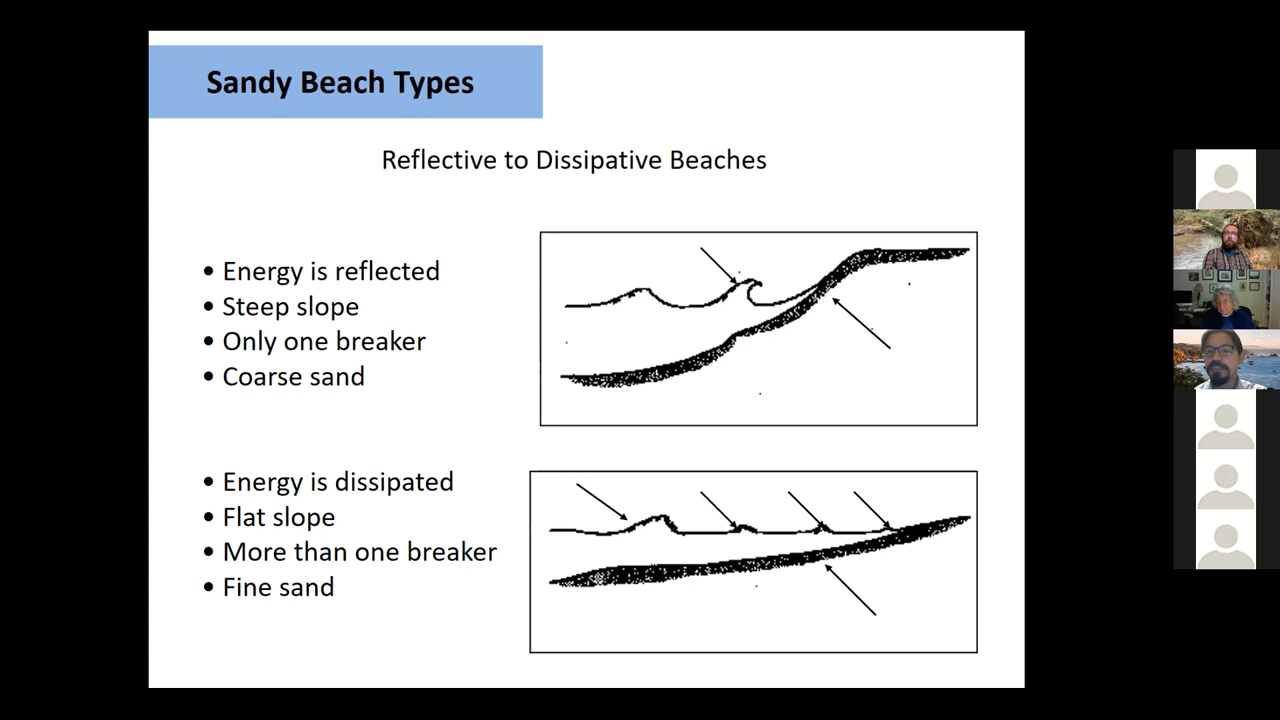 Sandy Beach Types
Reflective to Dissipative Beaches
• Energy is reflected
• Steep slope
• Only one breaker
• Coarse sand
• Energy is dissipated
• Flat slope
• More than one breaker
• Fine sand